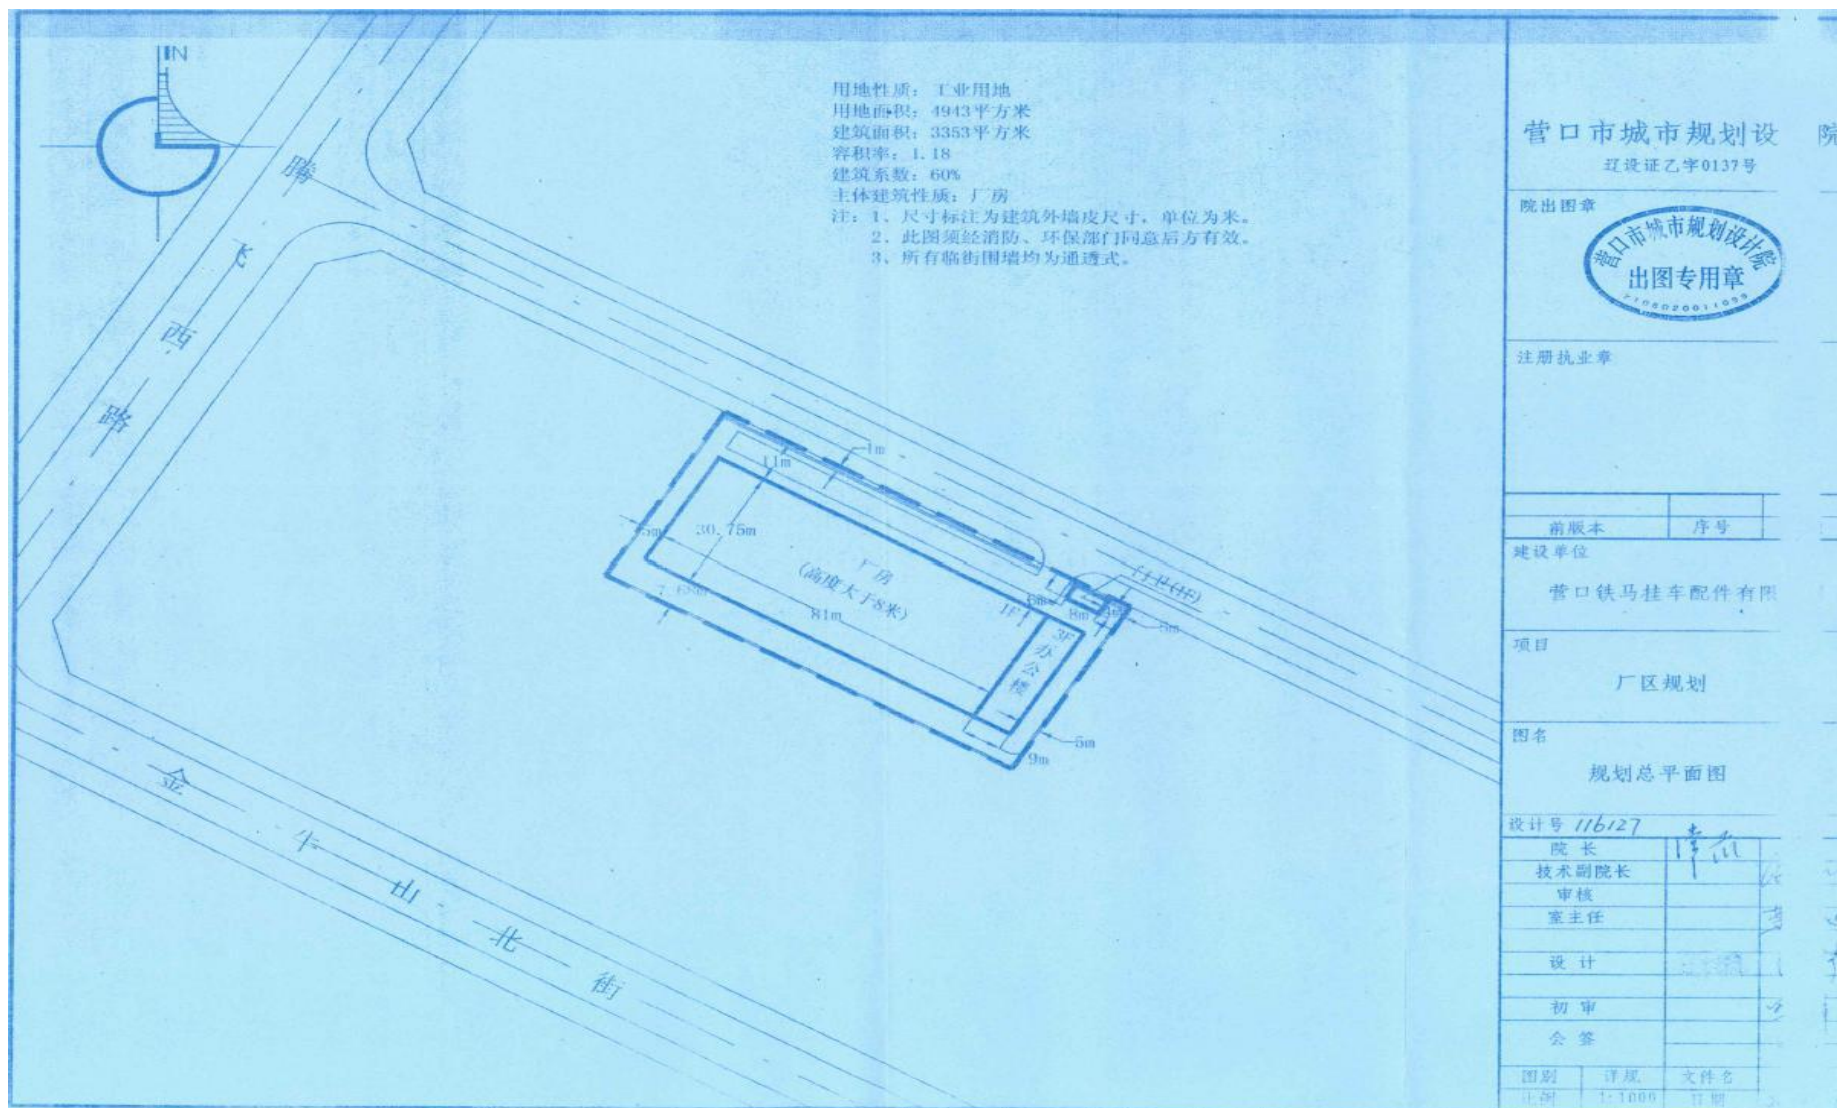 N
用地性质：工业用地
用地面积：4943平方米
建筑面积：3353平方米
容积率：1.18
建筑系数：60%
主体建筑性质：厂房
注：1、尺寸标注为建筑外墙皮尺寸，单位为米。
2、此图须经消防、环保部门同意后方有效。
3、所有临街围墙均为通透式。
腾
飞
西
路
1m
11m
30.75m
5m
厂房
(高度大于8米)
81m
1F
6m
8m
门卫(1F)
5m
3F
办
公
楼
5m
9m
金
牛
山
北
街
营口市城市规划设 院
辽设证乙字0137号
院出图章
营口市城市规划设计院
出图专用章
注册执业章
前版本 序号
建设单位
营口铁马挂车配件有限
项目
厂区规划
图名
规划总平面图
设计号 116127
院长
技术副院长
审核
室主任
设计
初审
会签
图别 详规 文件名
比例 1:1000 日期